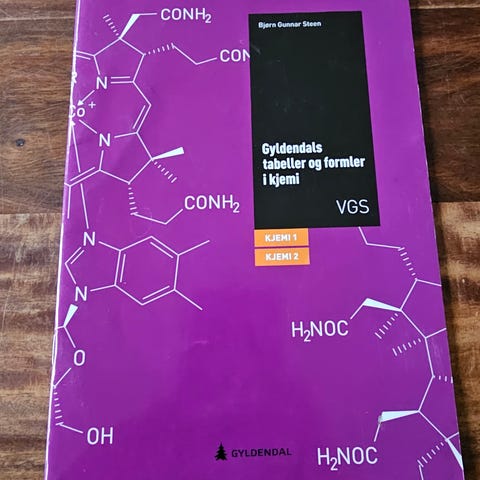 CONH₂
Bjørn Gunnar Steen
CON
R
N
Co⁺
N
Gyldendals
tabeller og formler
i kjemi
CONH₂
VGS
KJEMI 1
KJEMI 2
N
N
H₂NOC
O
OH
GYLDENDAL
H₂NOC